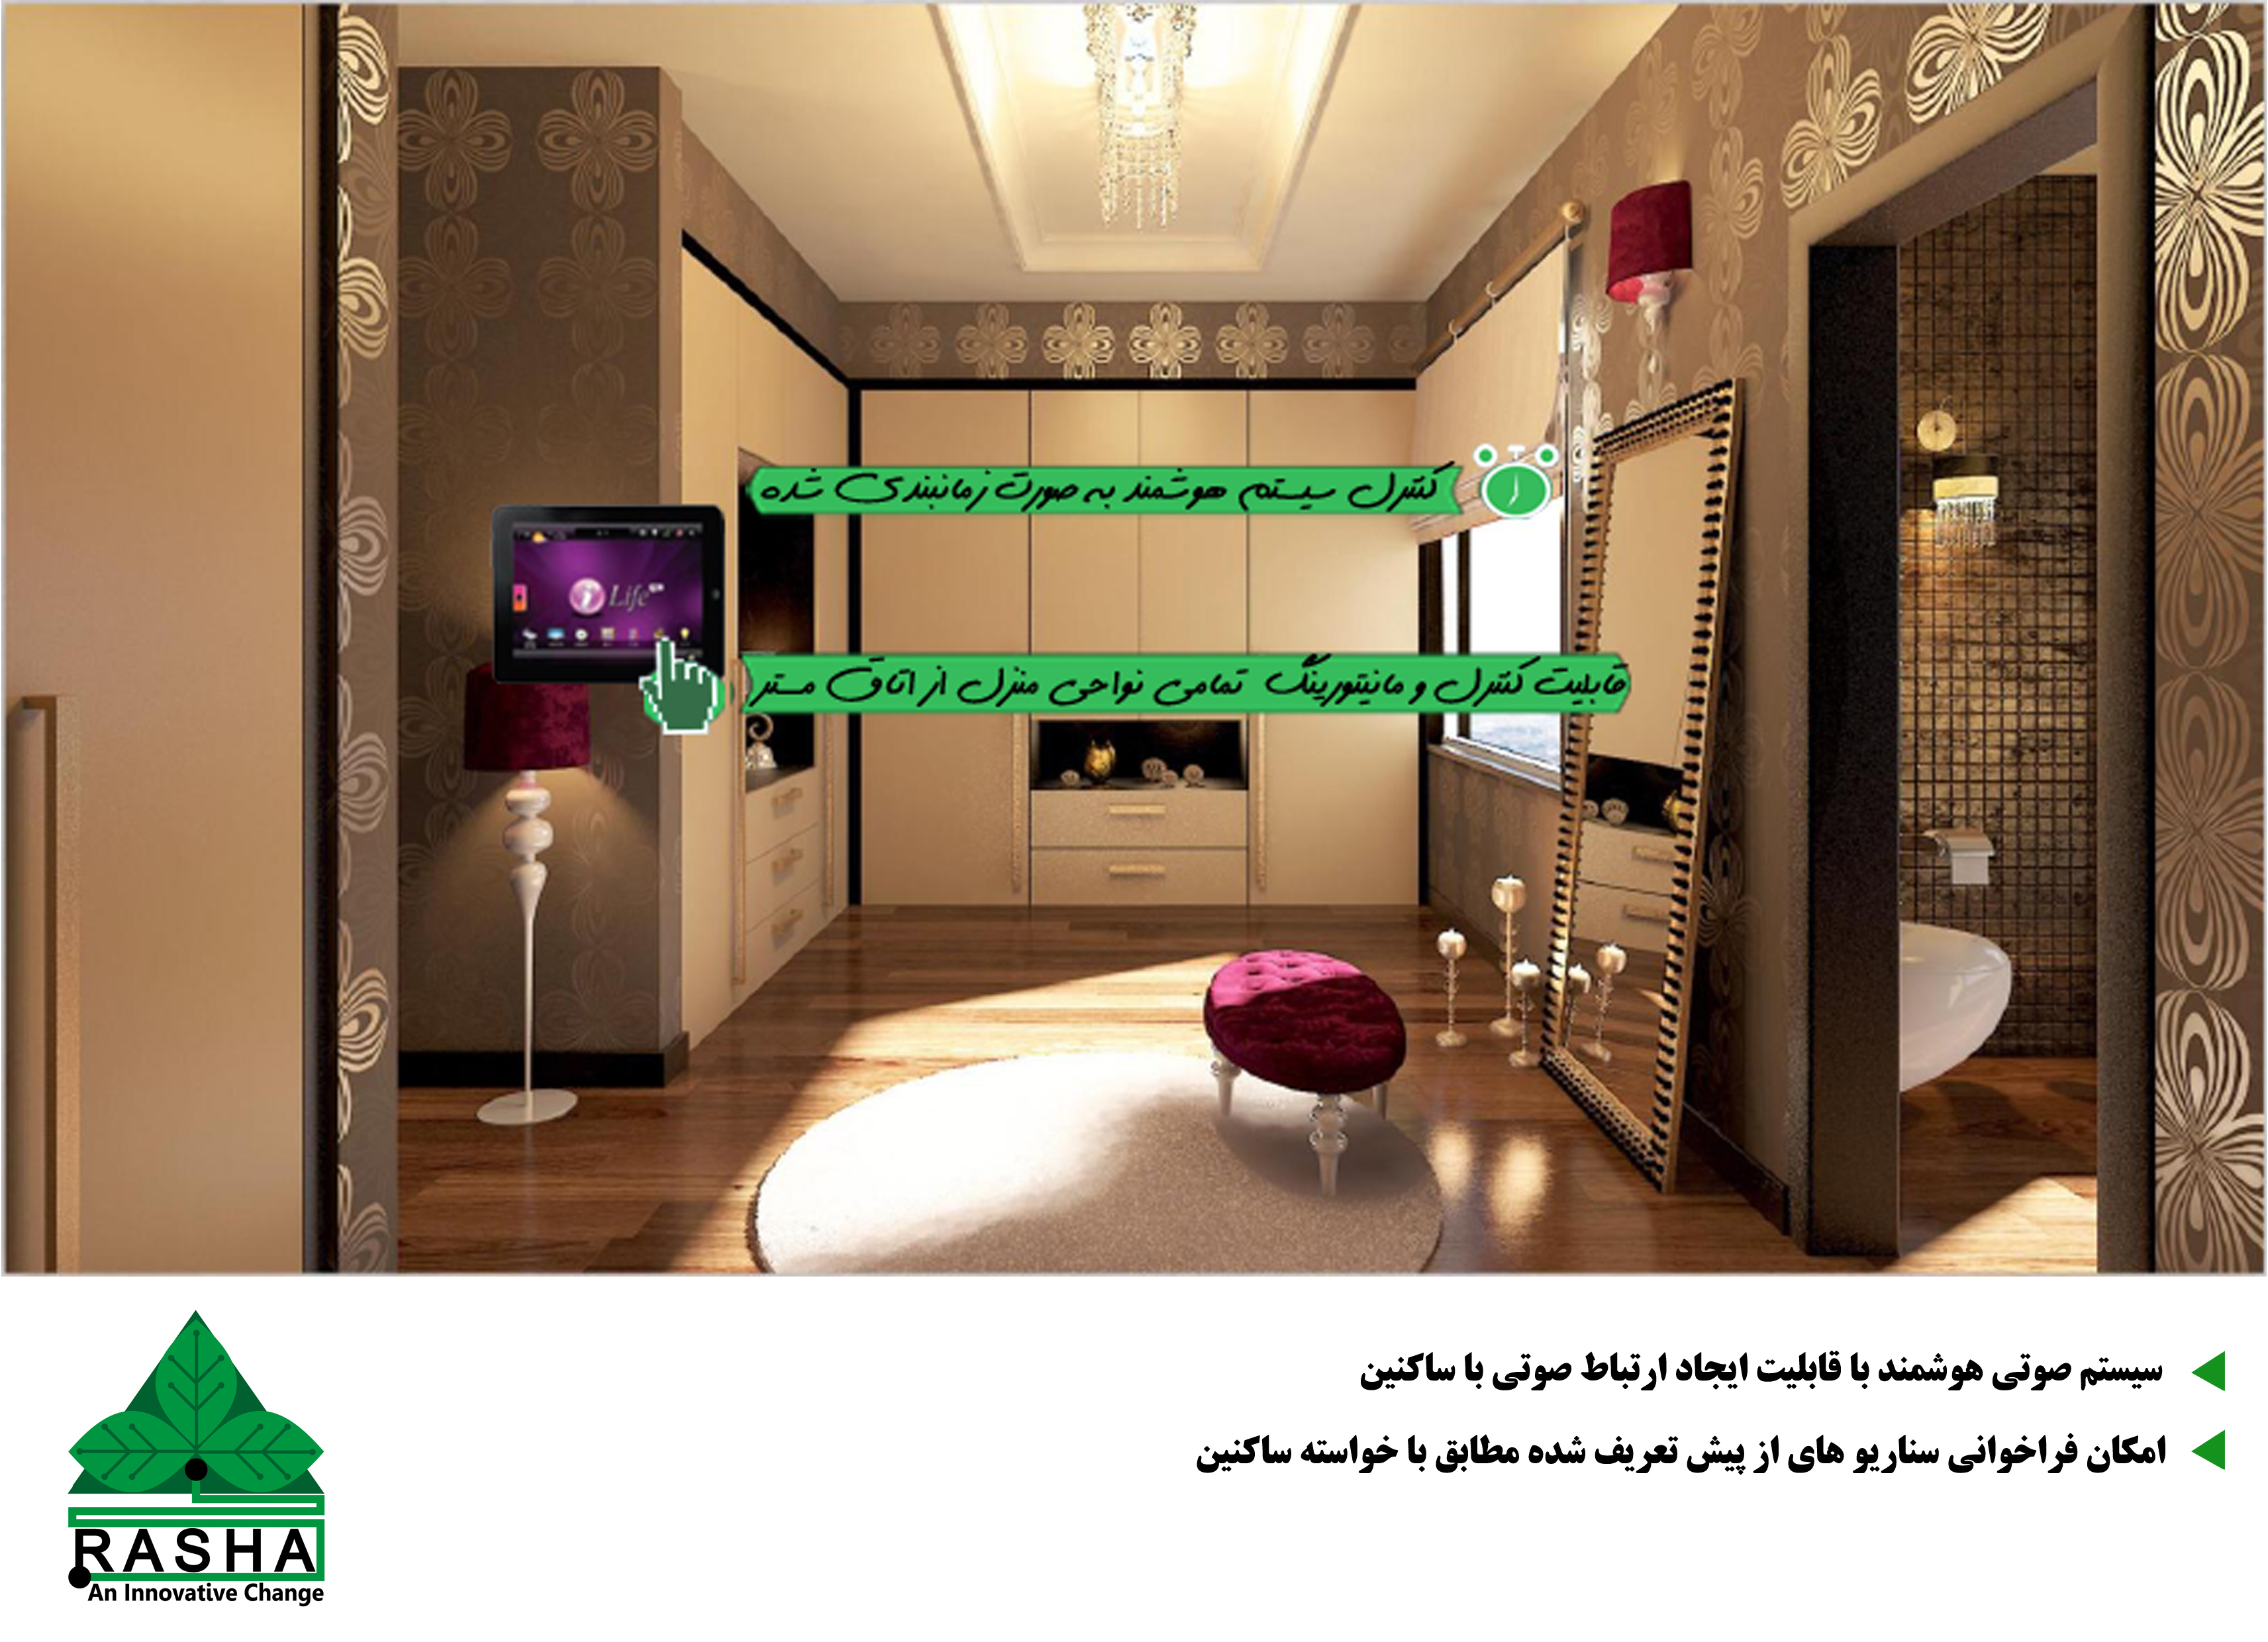 کنترل سیستم هوشمند به صورت زمانبندی شده
i Life
قابلیت کنترل و مانیتورینگ تمامی نواحی منزل از اتاق مستر
سیستم صوتی هوشمند با قابلیت ایجاد ارتباط صوتی با ساکنین
امکان فراخوانی سناریو های از پیش تعریف شده مطابق با خواسته ساکنین
RASHA
An Innovative Change